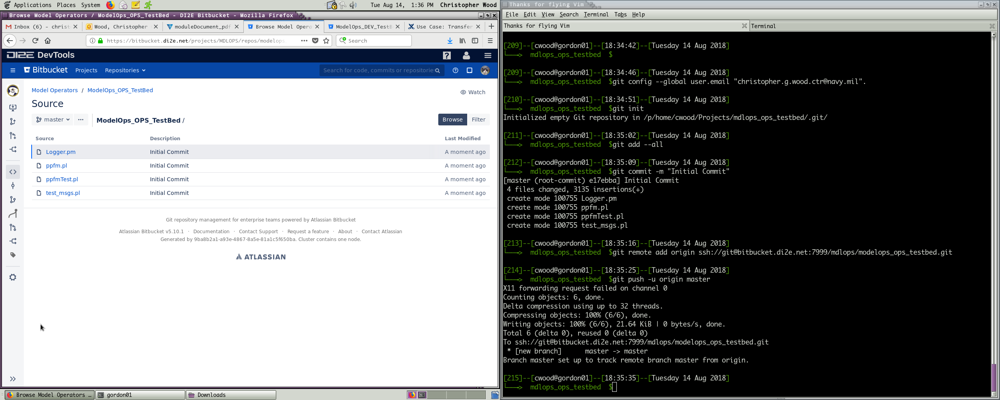 Applications Places System
Tue Aug 14, 1:36 PM Christopher Wood
Browse Model Operators / ModelOps_OPS_TestBed - DI2E Bitbucket - Mozilla Firefox
Inbox (6) - christ
Wood, Christopher
moduleDocument_pdf
Browse Model Opera
ModelOps_DEV_TestB
Use Case: Transfer
https://bitbucket.di2e.net/projects/MDLOPS/repos/modelops_
Search
DI2E DevTools
Bitbucket Projects Repositories
Search for code, commits or repositories
Model Operators / ModelOps_OPS_TestBed
Watch
Source
master ModelOps_OPS_TestBed /
Browse Filter
Source Description Last Modified
Logger.pm Initial Commit A moment ago
ppfm.pl Initial Commit A moment ago
ppfmTest.pl Initial Commit A moment ago
test_msgs.pl Initial Commit A moment ago
Git repository management for enterprise teams powered by Atlassian Bitbucket
Atlassian Bitbucket v5.10.1 · Documentation · Contact Support · Request a feature · About · Contact Atlassian
Generated by 9ba8b2a1-a93e-4867-8a5e-81a1c5f650ba. Cluster contains one node.
ATLASSIAN
Browse Model Operators ...
gordon01
Downloads
Thanks for flying Vim
File Edit View Search Terminal Tabs Help
Thanks for flying Vim
Terminal
[209]--[cwood@gordon01]--[18:34:42]--[Tuesday 14 Aug 2018]
└───> mdlops_ops_testbed $
[209]--[cwood@gordon01]--[18:34:46]--[Tuesday 14 Aug 2018]
└───> mdlops_ops_testbed $git config --global user.email "christopher.g.wood.ctr@navy.mil".
[210]--[cwood@gordon01]--[18:34:51]--[Tuesday 14 Aug 2018]
└───> mdlops_ops_testbed $git init
Initialized empty Git repository in /p/home/cwood/Projects/mdlops_ops_testbed/.git/
[211]--[cwood@gordon01]--[18:35:02]--[Tuesday 14 Aug 2018]
└───> mdlops_ops_testbed $git add --all
[212]--[cwood@gordon01]--[18:35:09]--[Tuesday 14 Aug 2018]
└───> mdlops_ops_testbed $git commit -m "Initial Commit"
[master (root-commit) e17ebba] Initial Commit
4 files changed, 3135 insertions(+)
create mode 100755 Logger.pm
create mode 100755 ppfm.pl
create mode 100755 ppfmTest.pl
create mode 100755 test_msgs.pl
[213]--[cwood@gordon01]--[18:35:16]--[Tuesday 14 Aug 2018]
└───> mdlops_ops_testbed $git remote add origin ssh://git@bitbucket.di2e.net:7999/mdlops/modelops_ops_testbed.git
[214]--[cwood@gordon01]--[18:35:25]--[Tuesday 14 Aug 2018]
└───> mdlops_ops_testbed $git push -u origin master
X11 forwarding request failed on channel 0
Counting objects: 6, done.
Delta compression using up to 32 threads.
Compressing objects: 100% (6/6), done.
Writing objects: 100% (6/6), 21.64 KiB | 0 bytes/s, done.
Total 6 (delta 0), reused 0 (delta 0)
To ssh://git@bitbucket.di2e.net:7999/mdlops/modelops_ops_testbed.git
* [new branch] master -> master
Branch master set up to track remote branch master from origin.
[215]--[cwood@gordon01]--[18:35:35]--[Tuesday 14 Aug 2018]
└───> mdlops_ops_testbed $